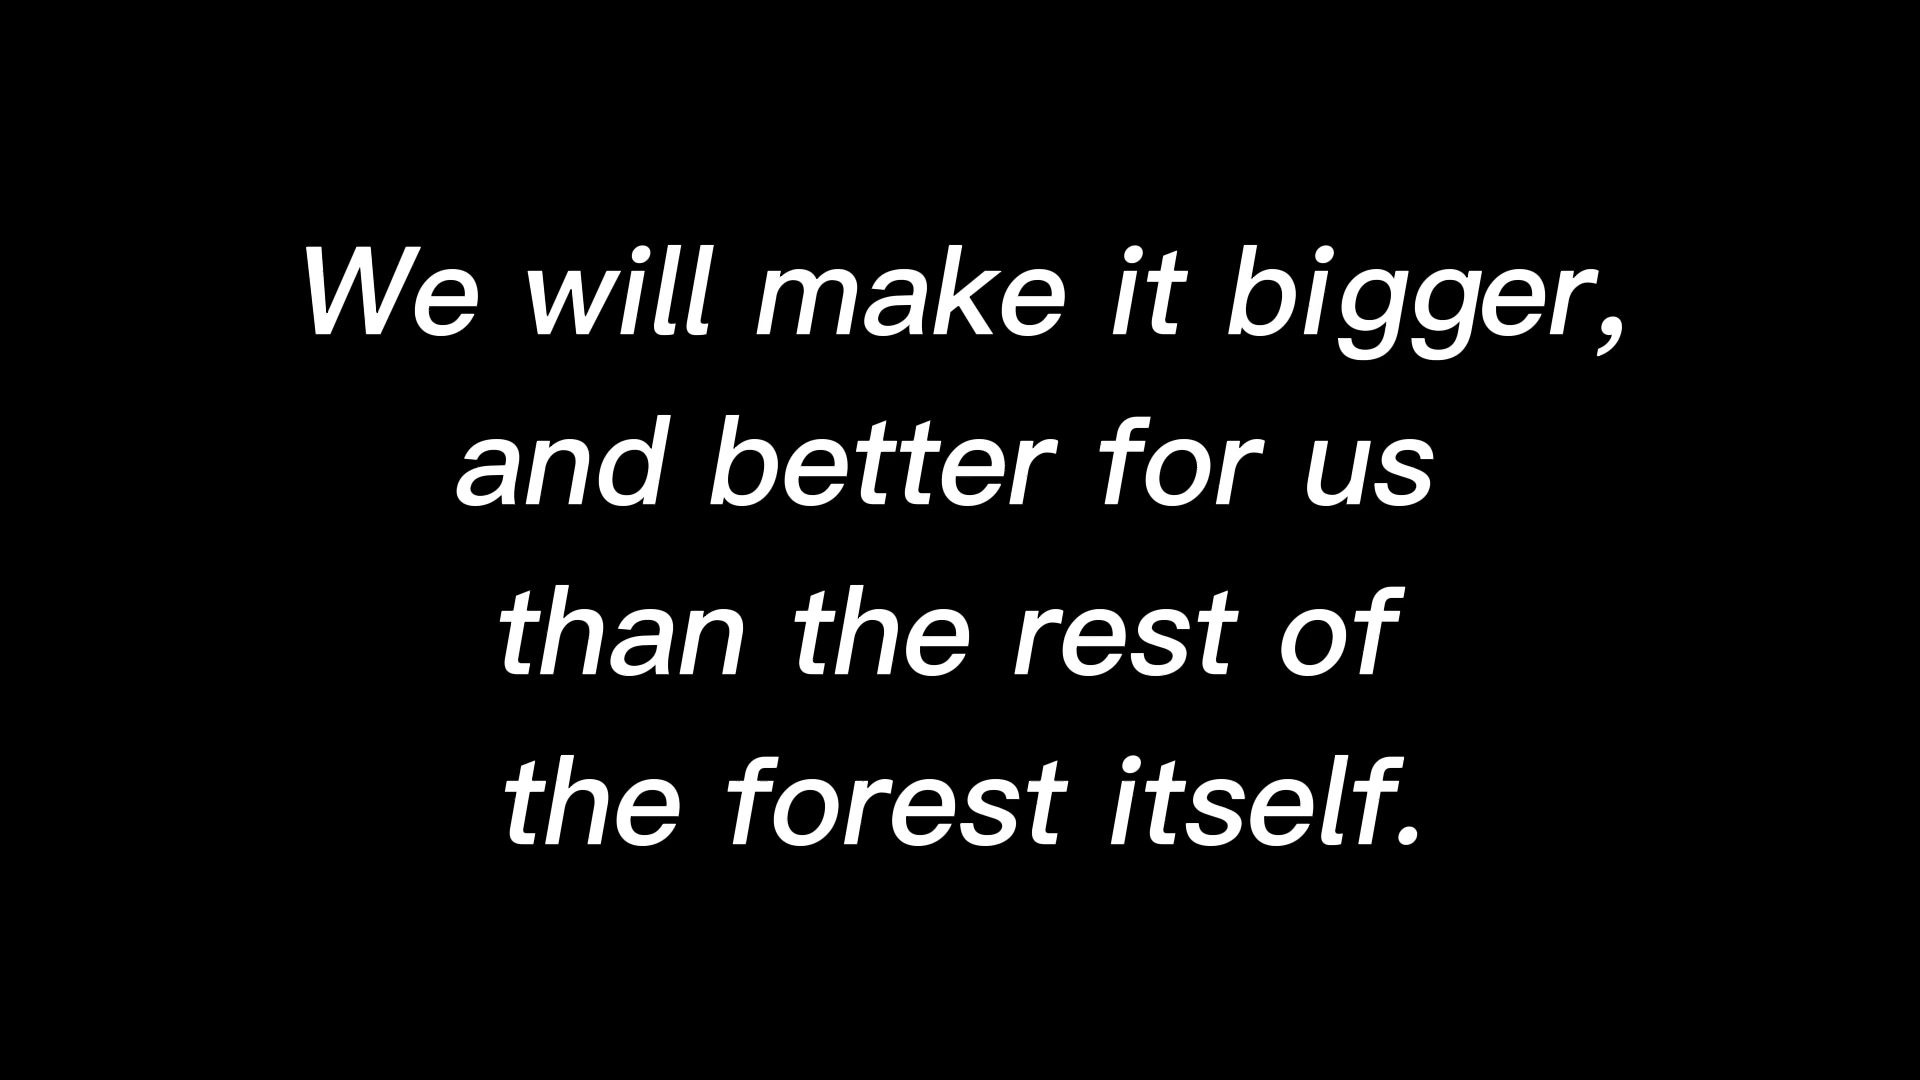 We will make it bigger,
and better for us
than the rest of
the forest itself.